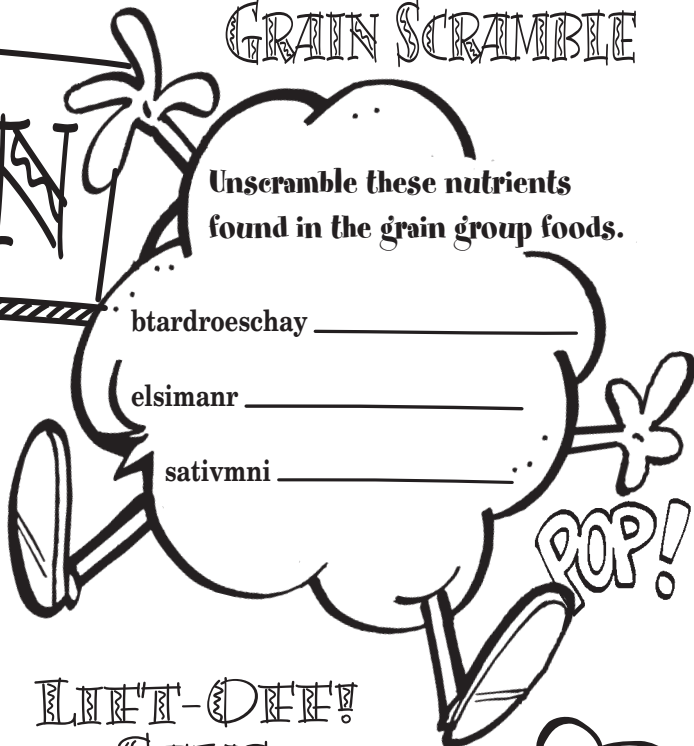 GRAIN SCRAMBLE
N
Unscramble these nutrients
found in the grain group foods.
btardroeschay
elsimanr
sativmni
POP!
LIFT-OFF!